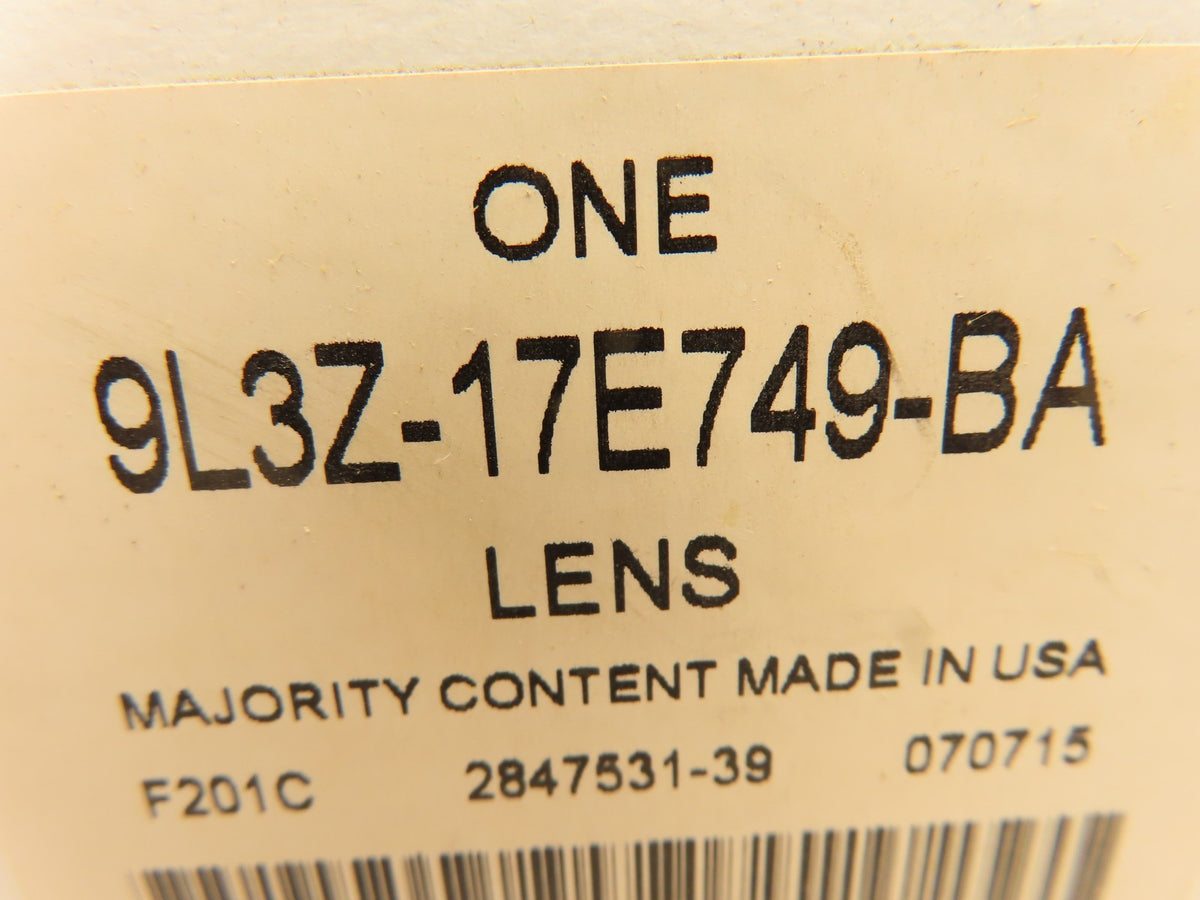 ONE
9L3Z-17E749-BA
LENS
MAJORITY CONTENT MADE IN USA
F201C 2847531-39 070715